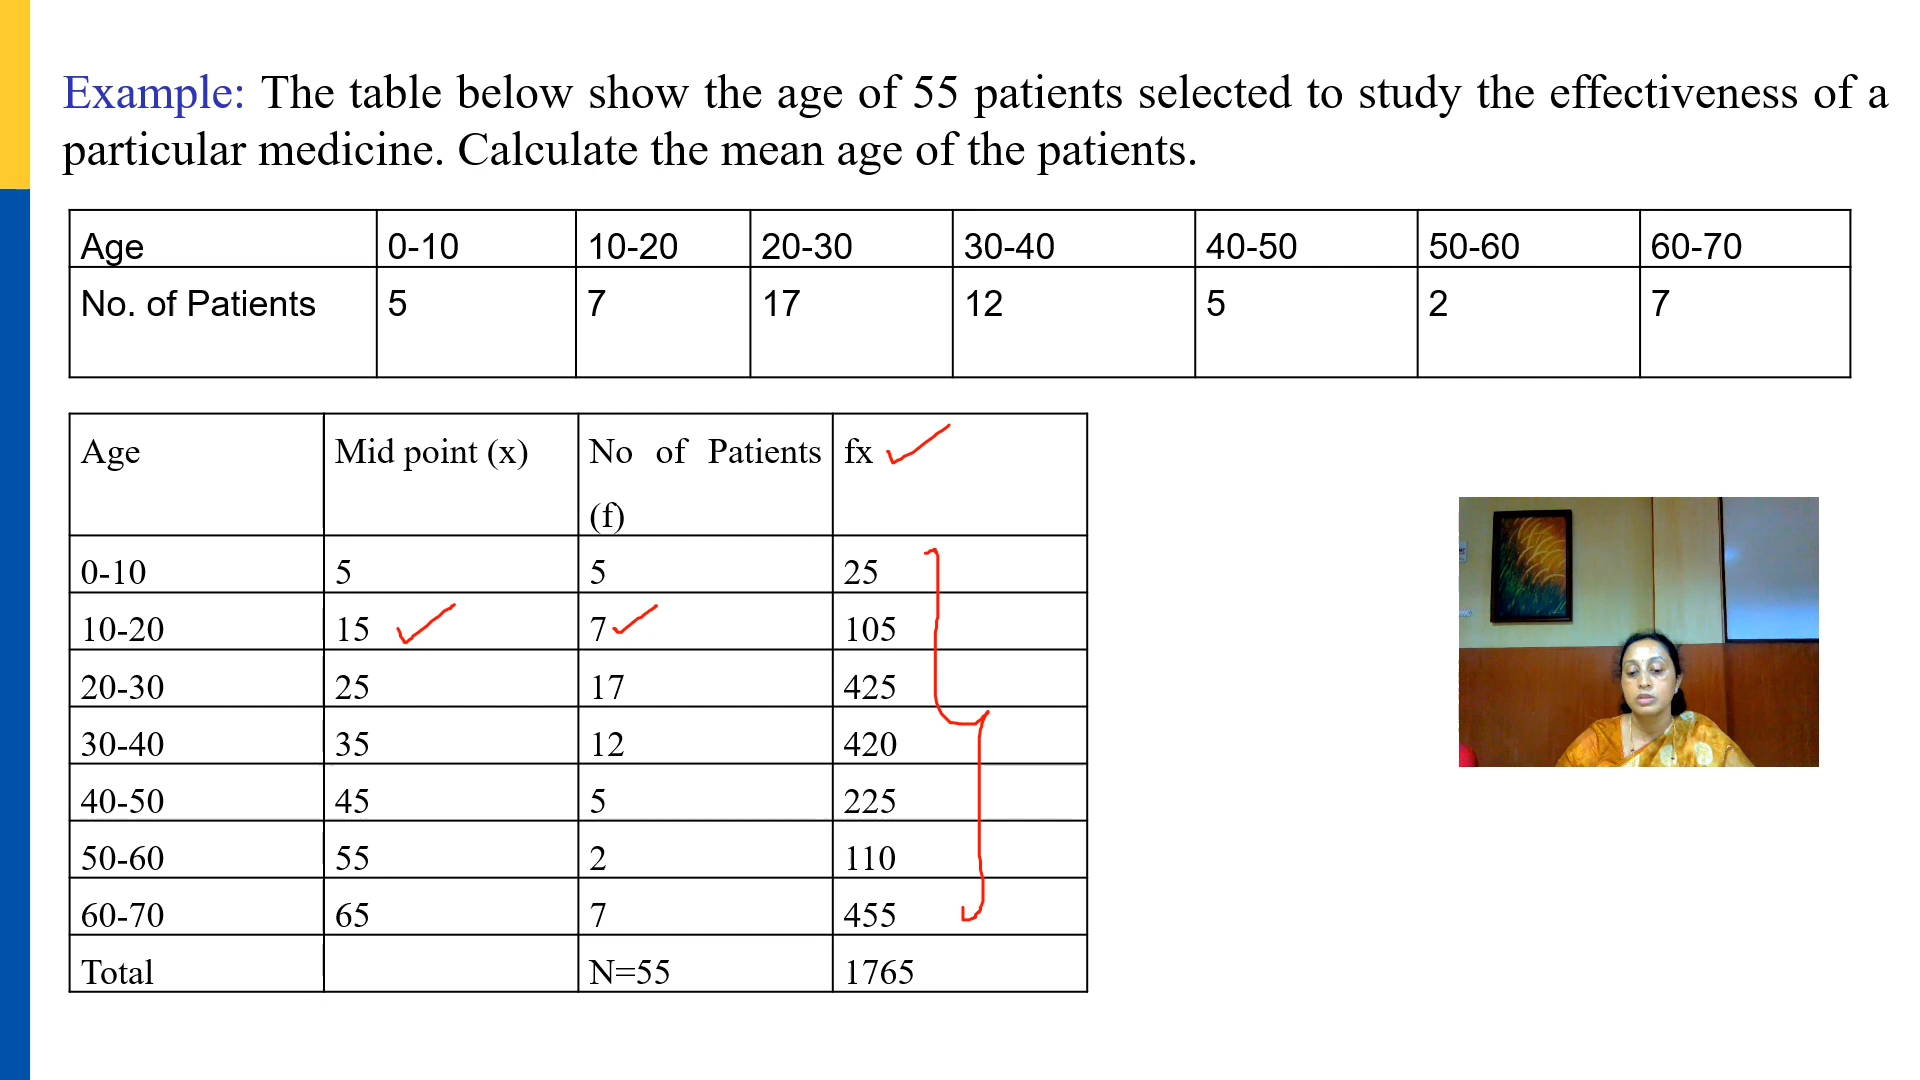 Example: The table below show the age of 55 patients selected to study the effectiveness of a
particular medicine. Calculate the mean age of the patients.
Age 0-10 10-20 20-30 30-40 40-50 50-60 60-70
No. of Patients 5 7 17 12 5 2 7
Age Mid point (x) No of Patients fx
(f)
0-10 5 5 25
10-20 15 7 105
20-30 25 17 425
30-40 35 12 420
40-50 45 5 225
50-60 55 2 110
60-70 65 7 455
Total N=55 1765